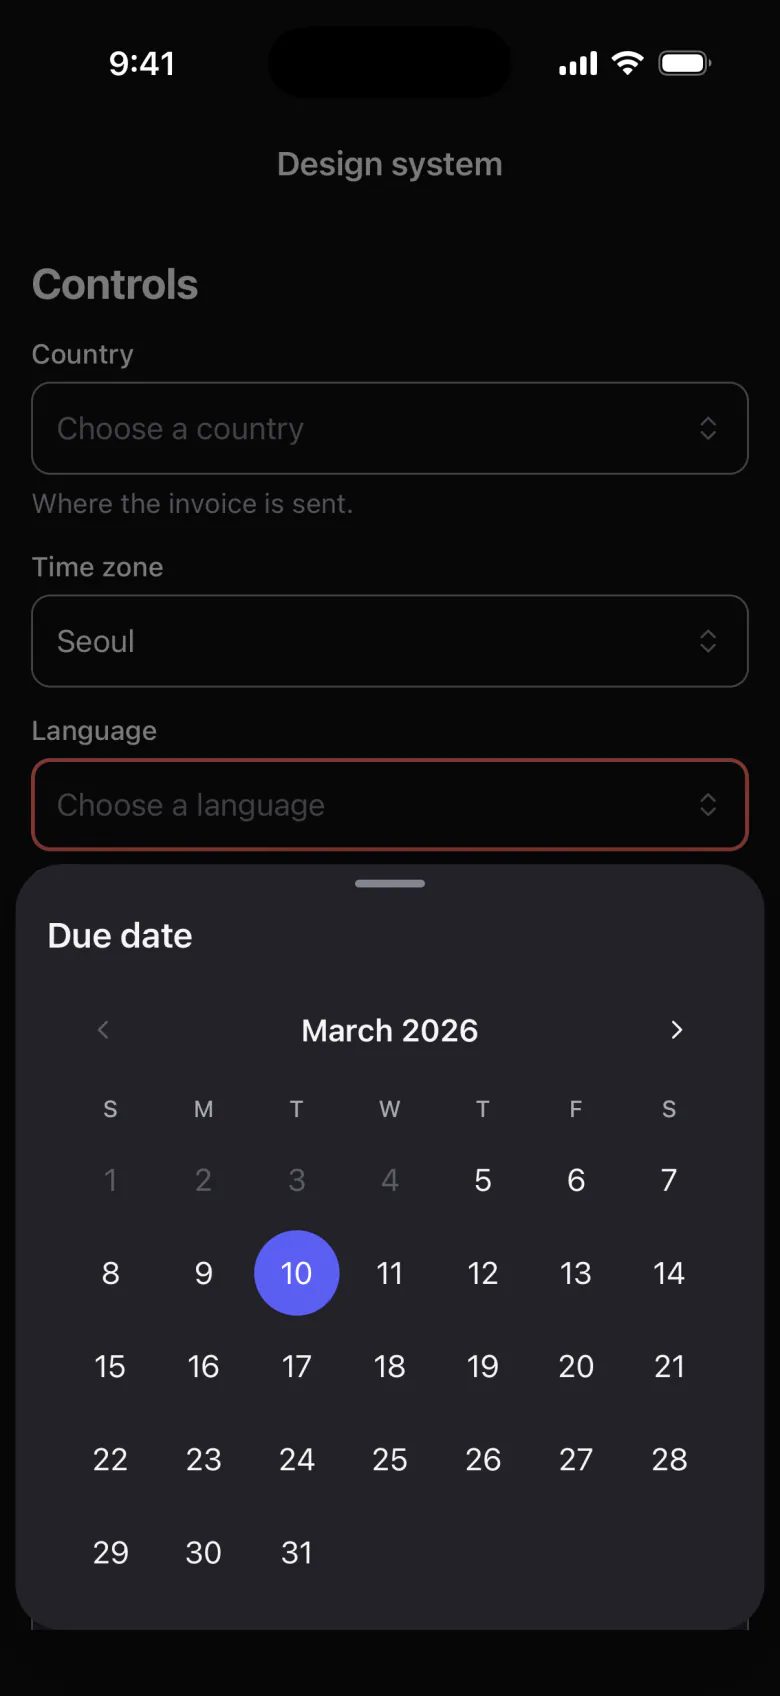 9:41
Design system
Controls
Country
Choose a country
Where the invoice is sent.
Time zone
Seoul
Language
Choose a language
Due date
March 2026
S M T W T F S
1 2 3 4 5 6 7
8 9 10 11 12 13 14
15 16 17 18 19 20 21
22 23 24 25 26 27 28
29 30 31